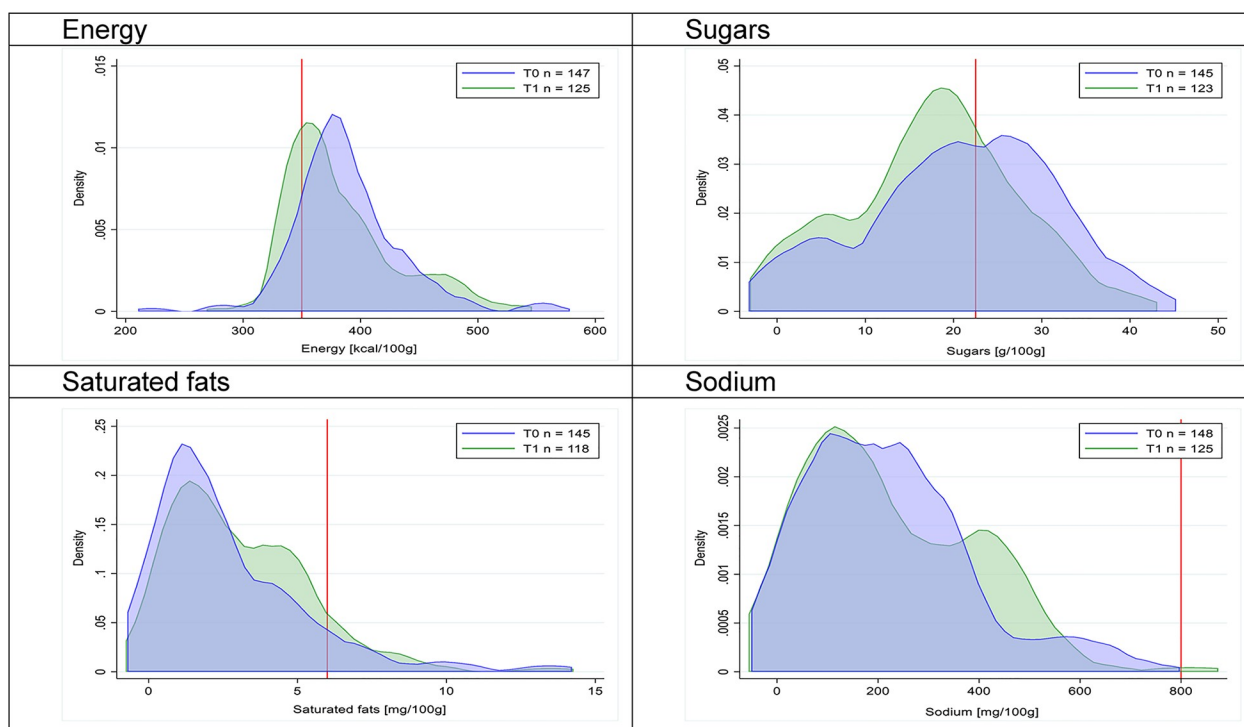 Energy
.015
.01
.005
0
Density
T0 n = 147
T1 n = 125
200 300 400 500 600
Energy [kcal/100g]
Sugars
.05
.04
.03
.02
.01
0
Density
T0 n = 145
T1 n = 123
0 10 20 30 40 50
Sugars [g/100g]
Saturated fats
.25
.2
.15
.1
.05
0
Density
T0 n = 145
T1 n = 118
0 5 10 15
Saturated fats [mg/100g]
Sodium
.0025
.002
.0015
.001
.0005
0
Density
T0 n = 148
T1 n = 125
0 200 400 600 800
Sodium [mg/100g]